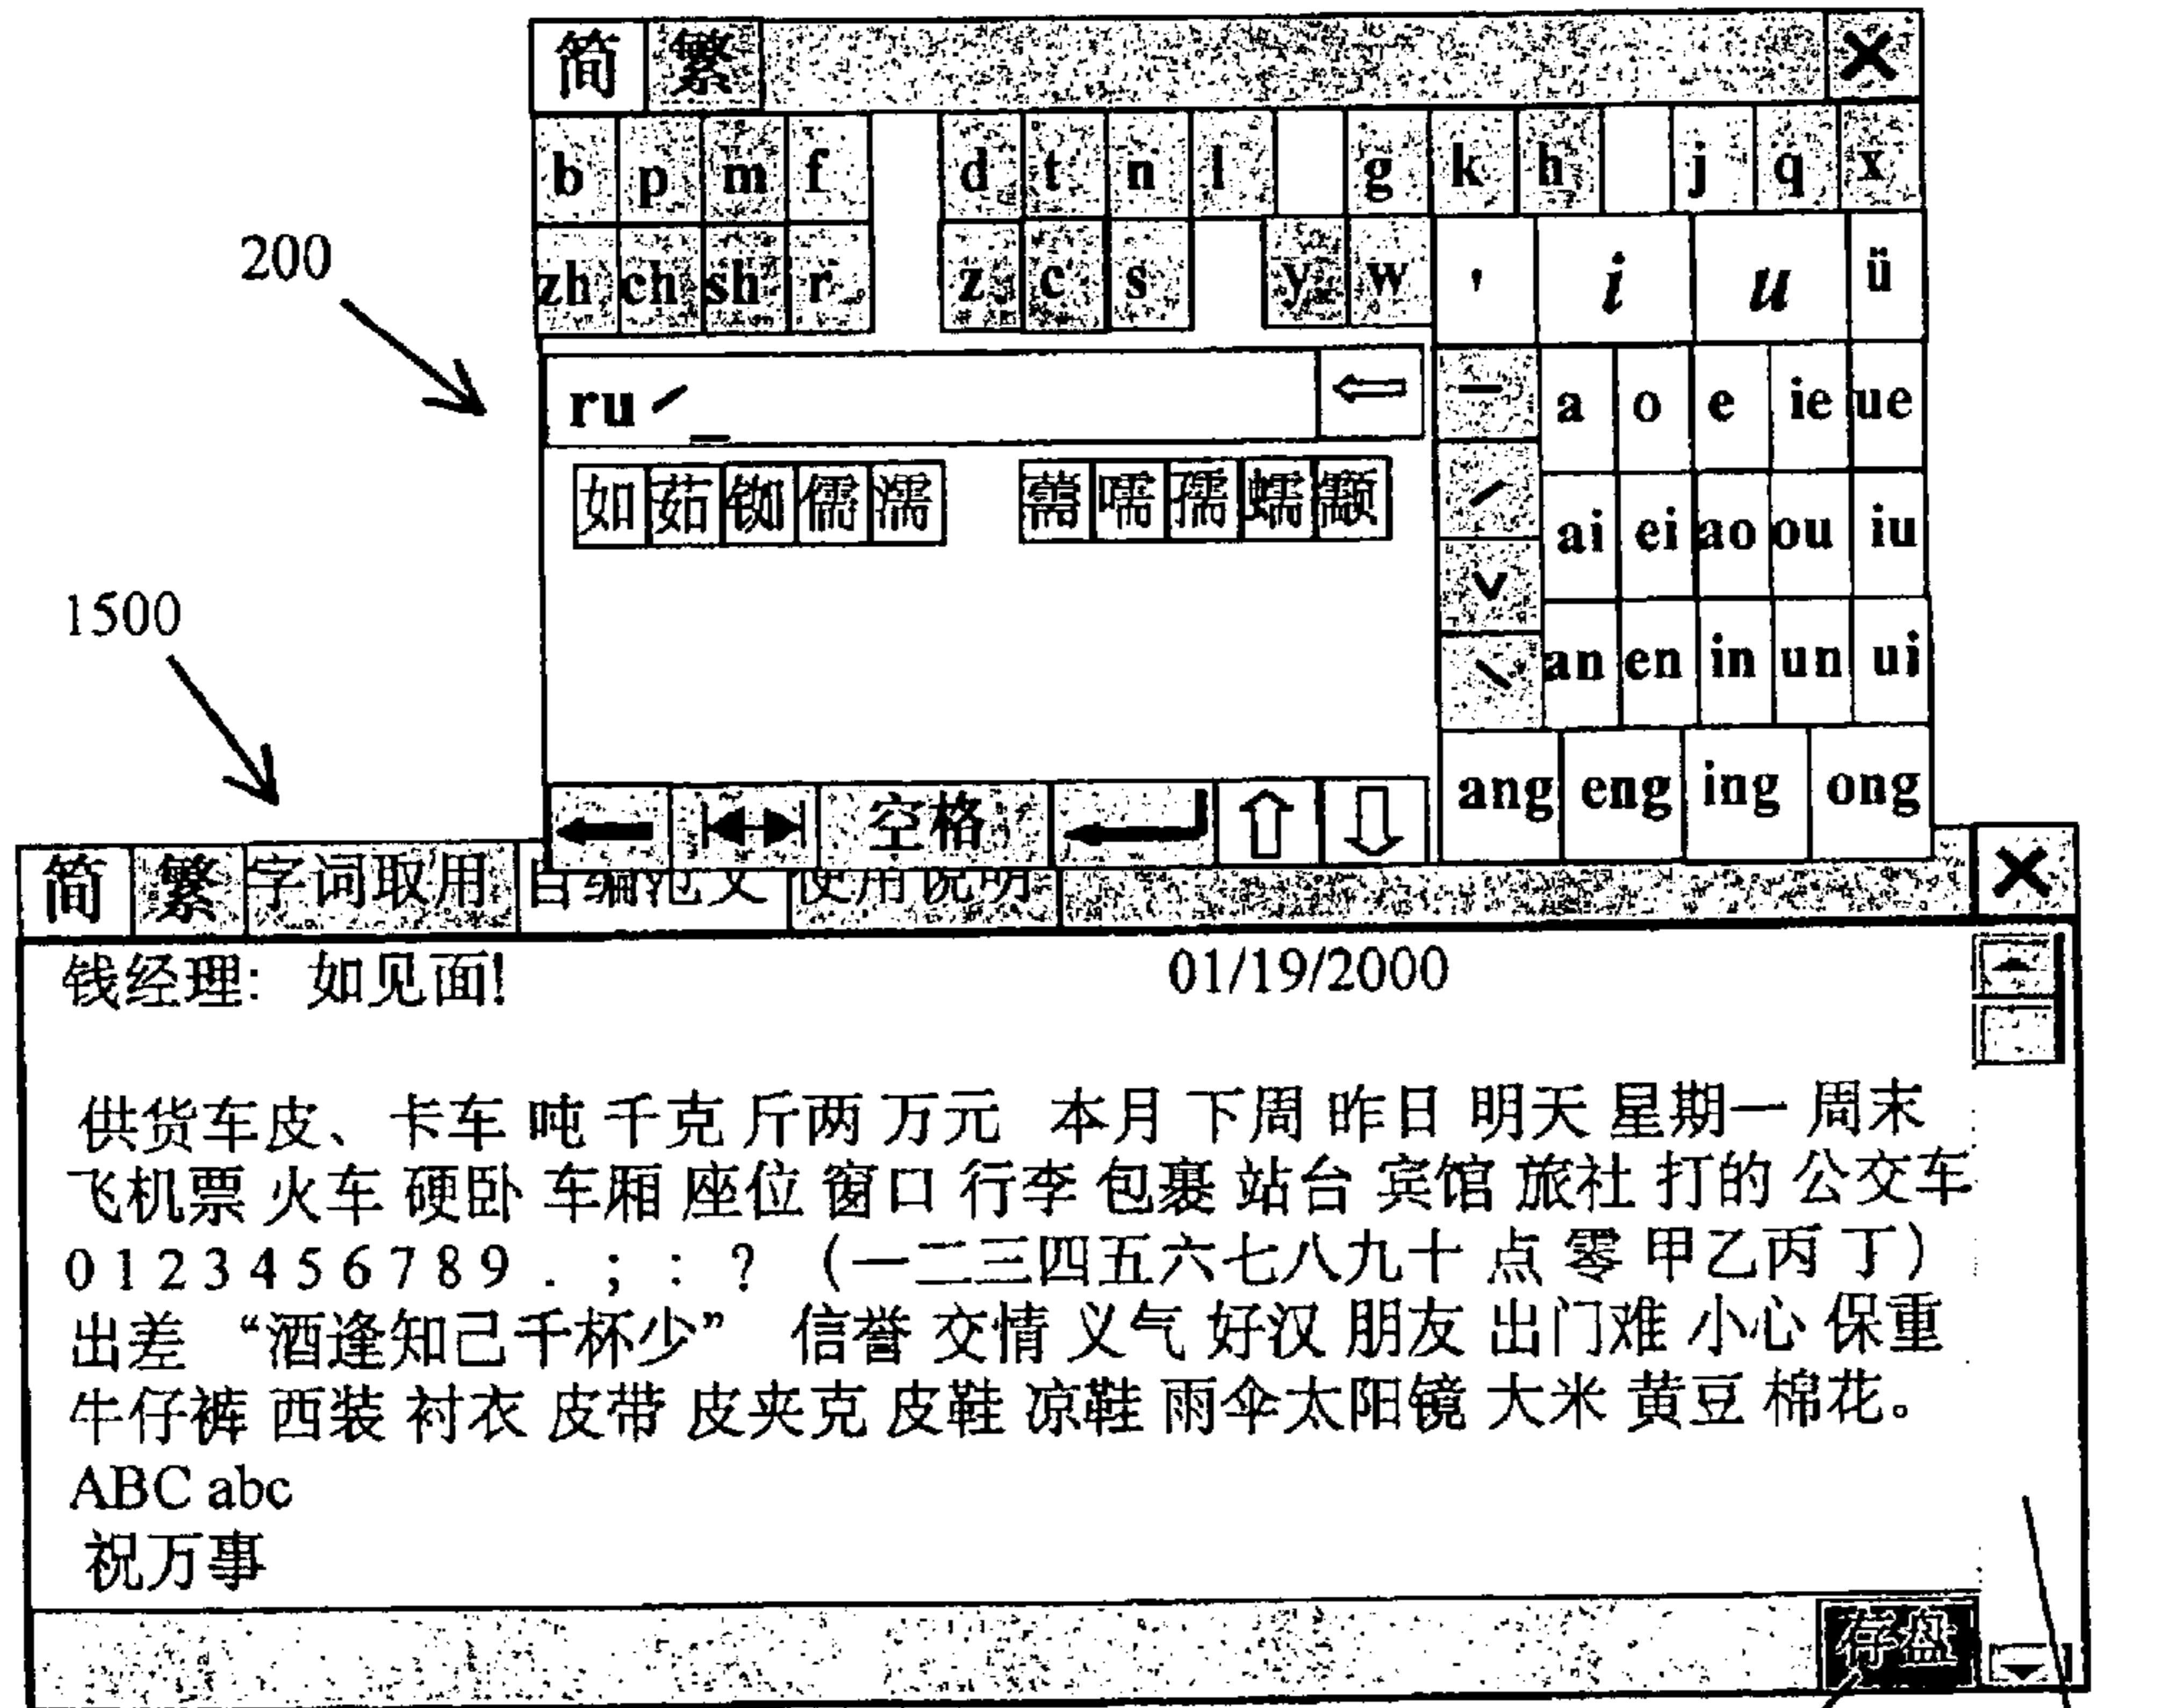 简 繁
b p m f d t n l g k h j q x
zh ch sh r z c s y w ' i u ü
200
ru ˊ_
a o e ie ue
如 茹 铷 儒 濡 薷 嚅 孺 蠕 颥
ai ei ao ou iu
1500
an en in un ui
空格
ang eng ing ong
简 繁 字词取用 自编范文 使用说明
钱经理: 如见面! 01/19/2000
供货车皮、卡车 吨 千克 斤两 万元 本月 下周 昨日 明天 星期一 周末
飞机票 火车 硬卧 车厢 座位 窗口 行李 包裹 站台 宾馆 旅社 打的 公交车
0 1 2 3 4 5 6 7 8 9 . ; : ? (一二三四五六七八九十 点 零 甲乙丙丁)
出差 “酒逢知己千杯少” 信誉 交情 义气 好汉 朋友 出门难 小心 保重
牛仔裤 西装 衬衣 皮带 皮夹克 皮鞋 凉鞋 雨伞太阳镜 大米 黄豆 棉花。
ABC abc
祝万事
存盘